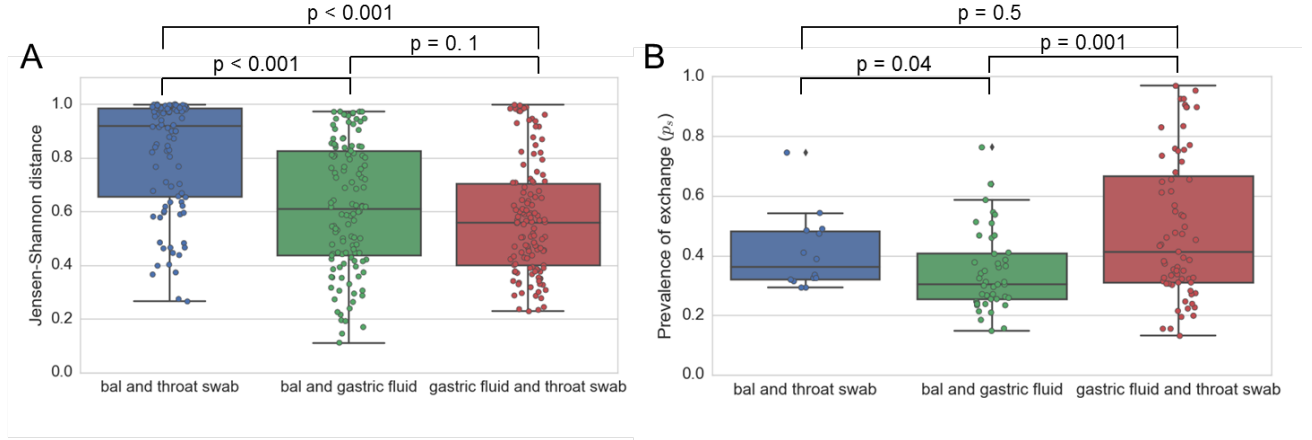 A
p < 0.001
p = 0. 1
p < 0.001
Jensen-Shannon distance
1.0
0.8
0.6
0.4
0.2
0.0
bal and throat swab
bal and gastric fluid
gastric fluid and throat swab
B
p = 0.5
p = 0.001
p = 0.04
Prevalence of exchange (pₛ)
1.0
0.8
0.6
0.4
0.2
0.0
bal and throat swab
bal and gastric fluid
gastric fluid and throat swab